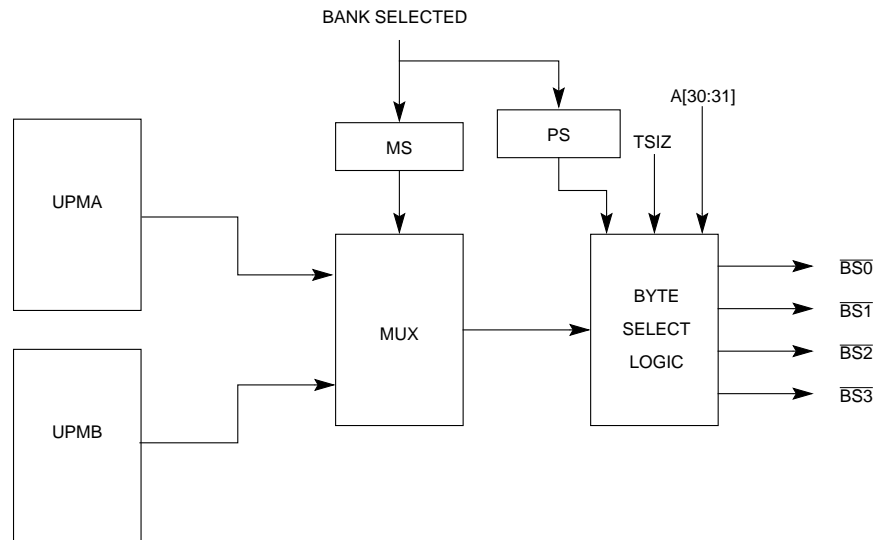 BANK SELECTED
A[30:31]
MS
PS
TSIZ
UPMA
MUX
BYTE
SELECT
LOGIC
BS0
BS1
BS2
BS3
UPMB